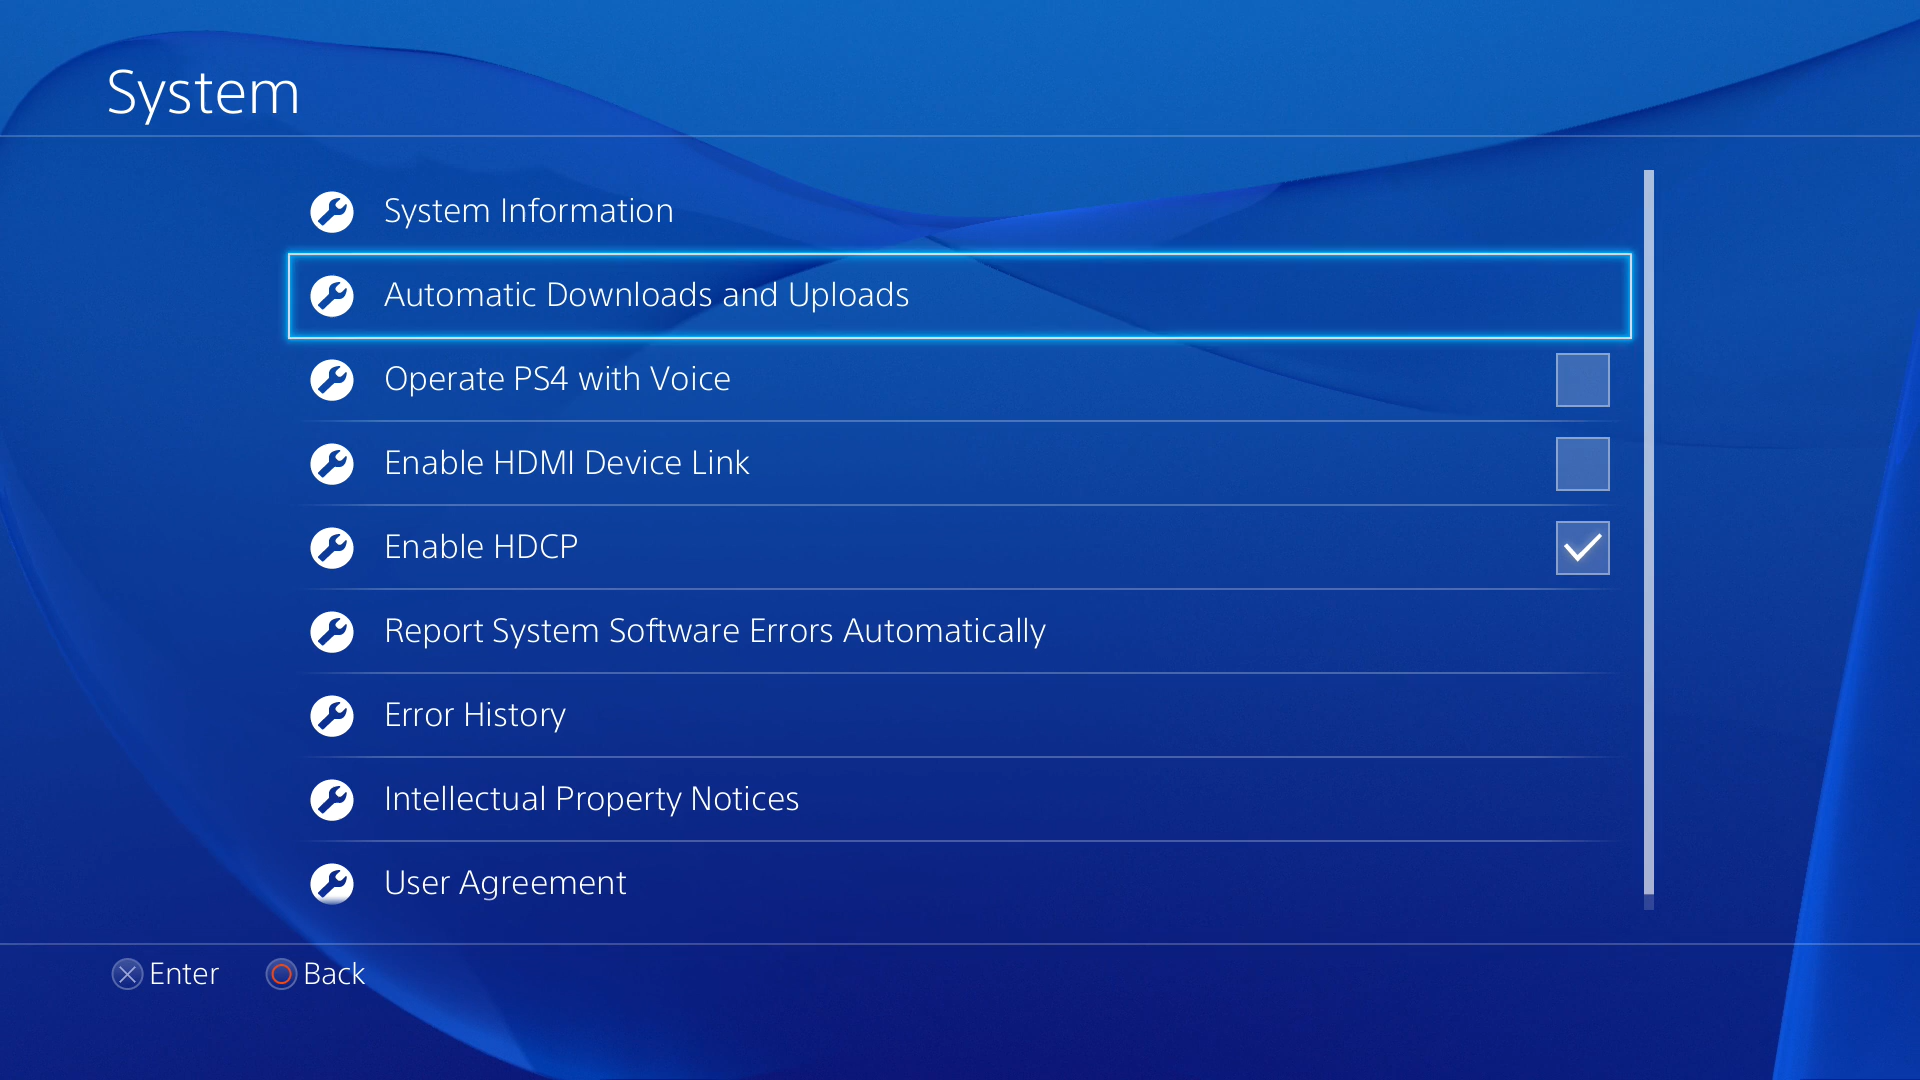 System
System Information
Automatic Downloads and Uploads
Operate PS4 with Voice
Enable HDMI Device Link
Enable HDCP
Report System Software Errors Automatically
Error History
Intellectual Property Notices
User Agreement
Enter Back